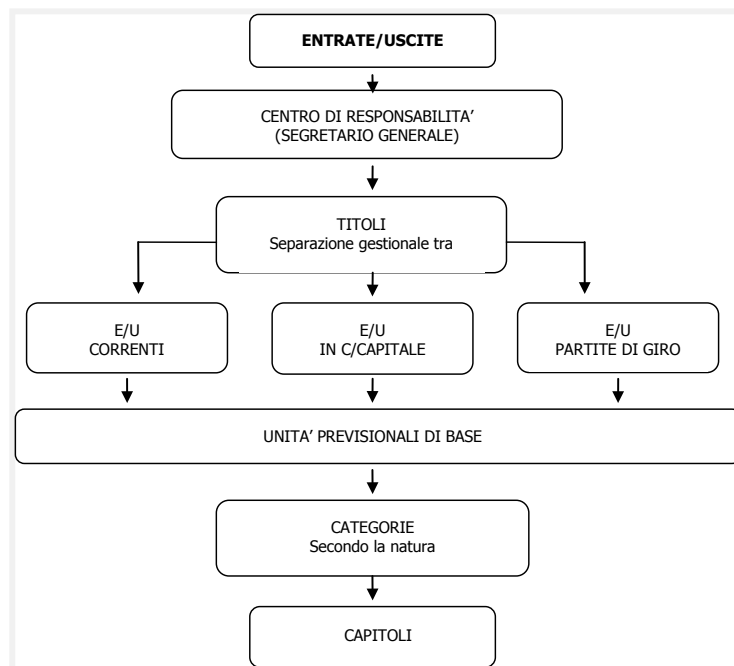 ENTRATE/USCITE
CENTRO DI RESPONSABILITA’
(SEGRETARIO GENERALE)
TITOLI
Separazione gestionale tra
E/U
CORRENTI
E/U
IN C/CAPITALE
E/U
PARTITE DI GIRO
UNITA’ PREVISIONALI DI BASE
CATEGORIE
Secondo la natura
CAPITOLI